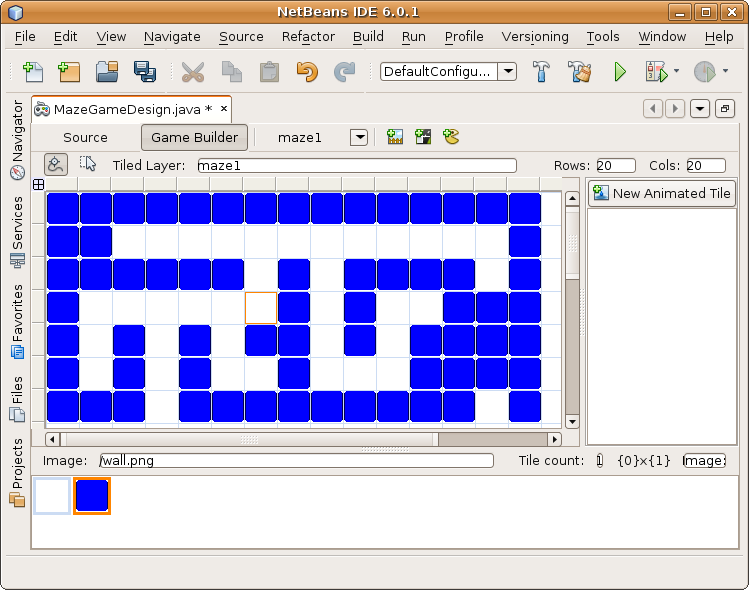 NetBeans IDE 6.0.1
File Edit View Navigate Source Refactor Build Run Profile Versioning Tools Window Help
DefaultConfigu...
MazeGameDesign.java *
Source Game Builder maze1
Tiled Layer: maze1 Rows: 20 Cols: 20
New Animated Tile
Navigator
Services
Favorites
Files
Projects
Image: /wall.png Tile count: 1 {0}x{1} Image: